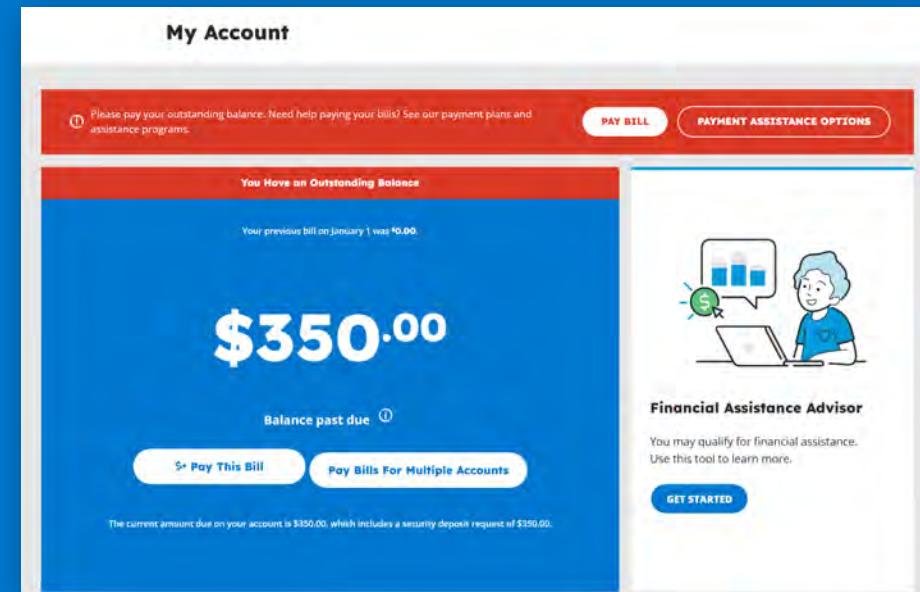 My Account
Please pay your outstanding balance. Need help paying your bills? See our payment plans and
assistance programs.
PAY BILL
PAYMENT ASSISTANCE OPTIONS
You Have an Outstanding Balance
Your previous bill on January 1 was $0.00.
$350.00
Balance past due
$+ Pay This Bill
Pay Bills For Multiple Accounts
The current amount due on your account is $350.00, which includes a security deposit request of $350.00.
$
Financial Assistance Advisor
You may qualify for financial assistance.
Use this tool to learn more.
GET STARTED